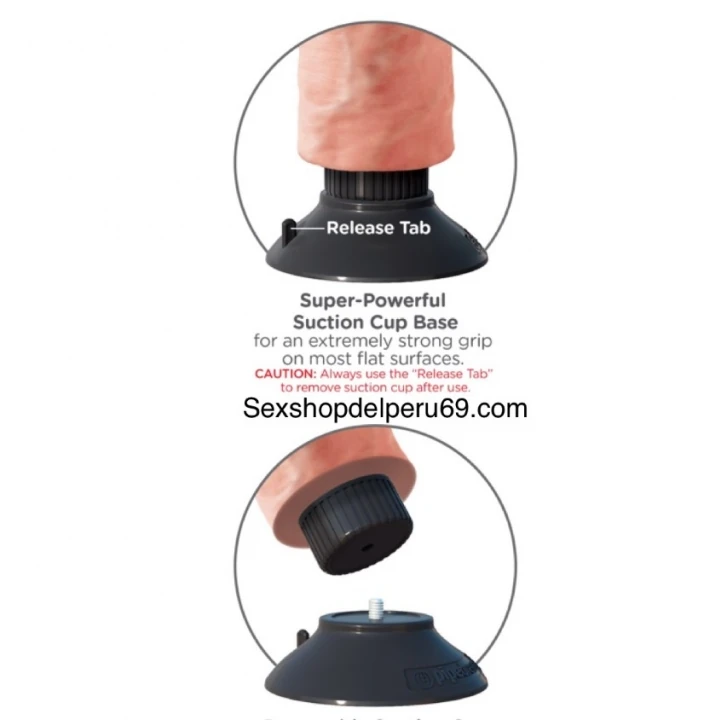 Release Tab
Super-Powerful
Suction Cup Base
for an extremely strong grip
on most flat surfaces.
CAUTION: Always use the "Release Tab"
to remove suction cup after use.
Sexshopdelperu69.com